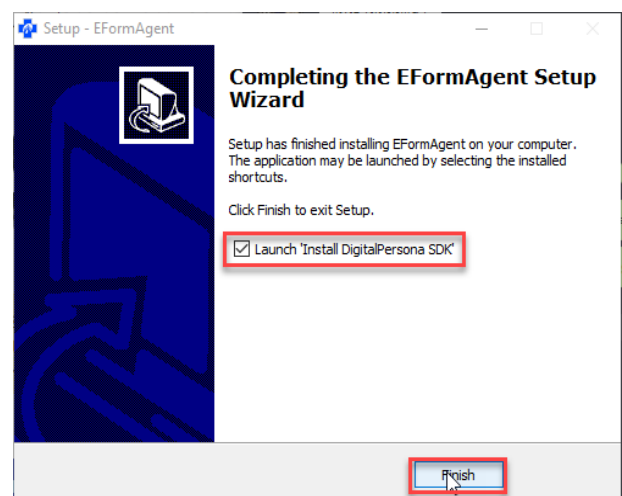 Setup - EFormAgent
Completing the EFormAgent Setup
Wizard
Setup has finished installing EFormAgent on your computer.
The application may be launched by selecting the installed
shortcuts.
Click Finish to exit Setup.
Launch 'Install DigitalPersona SDK'
Finish